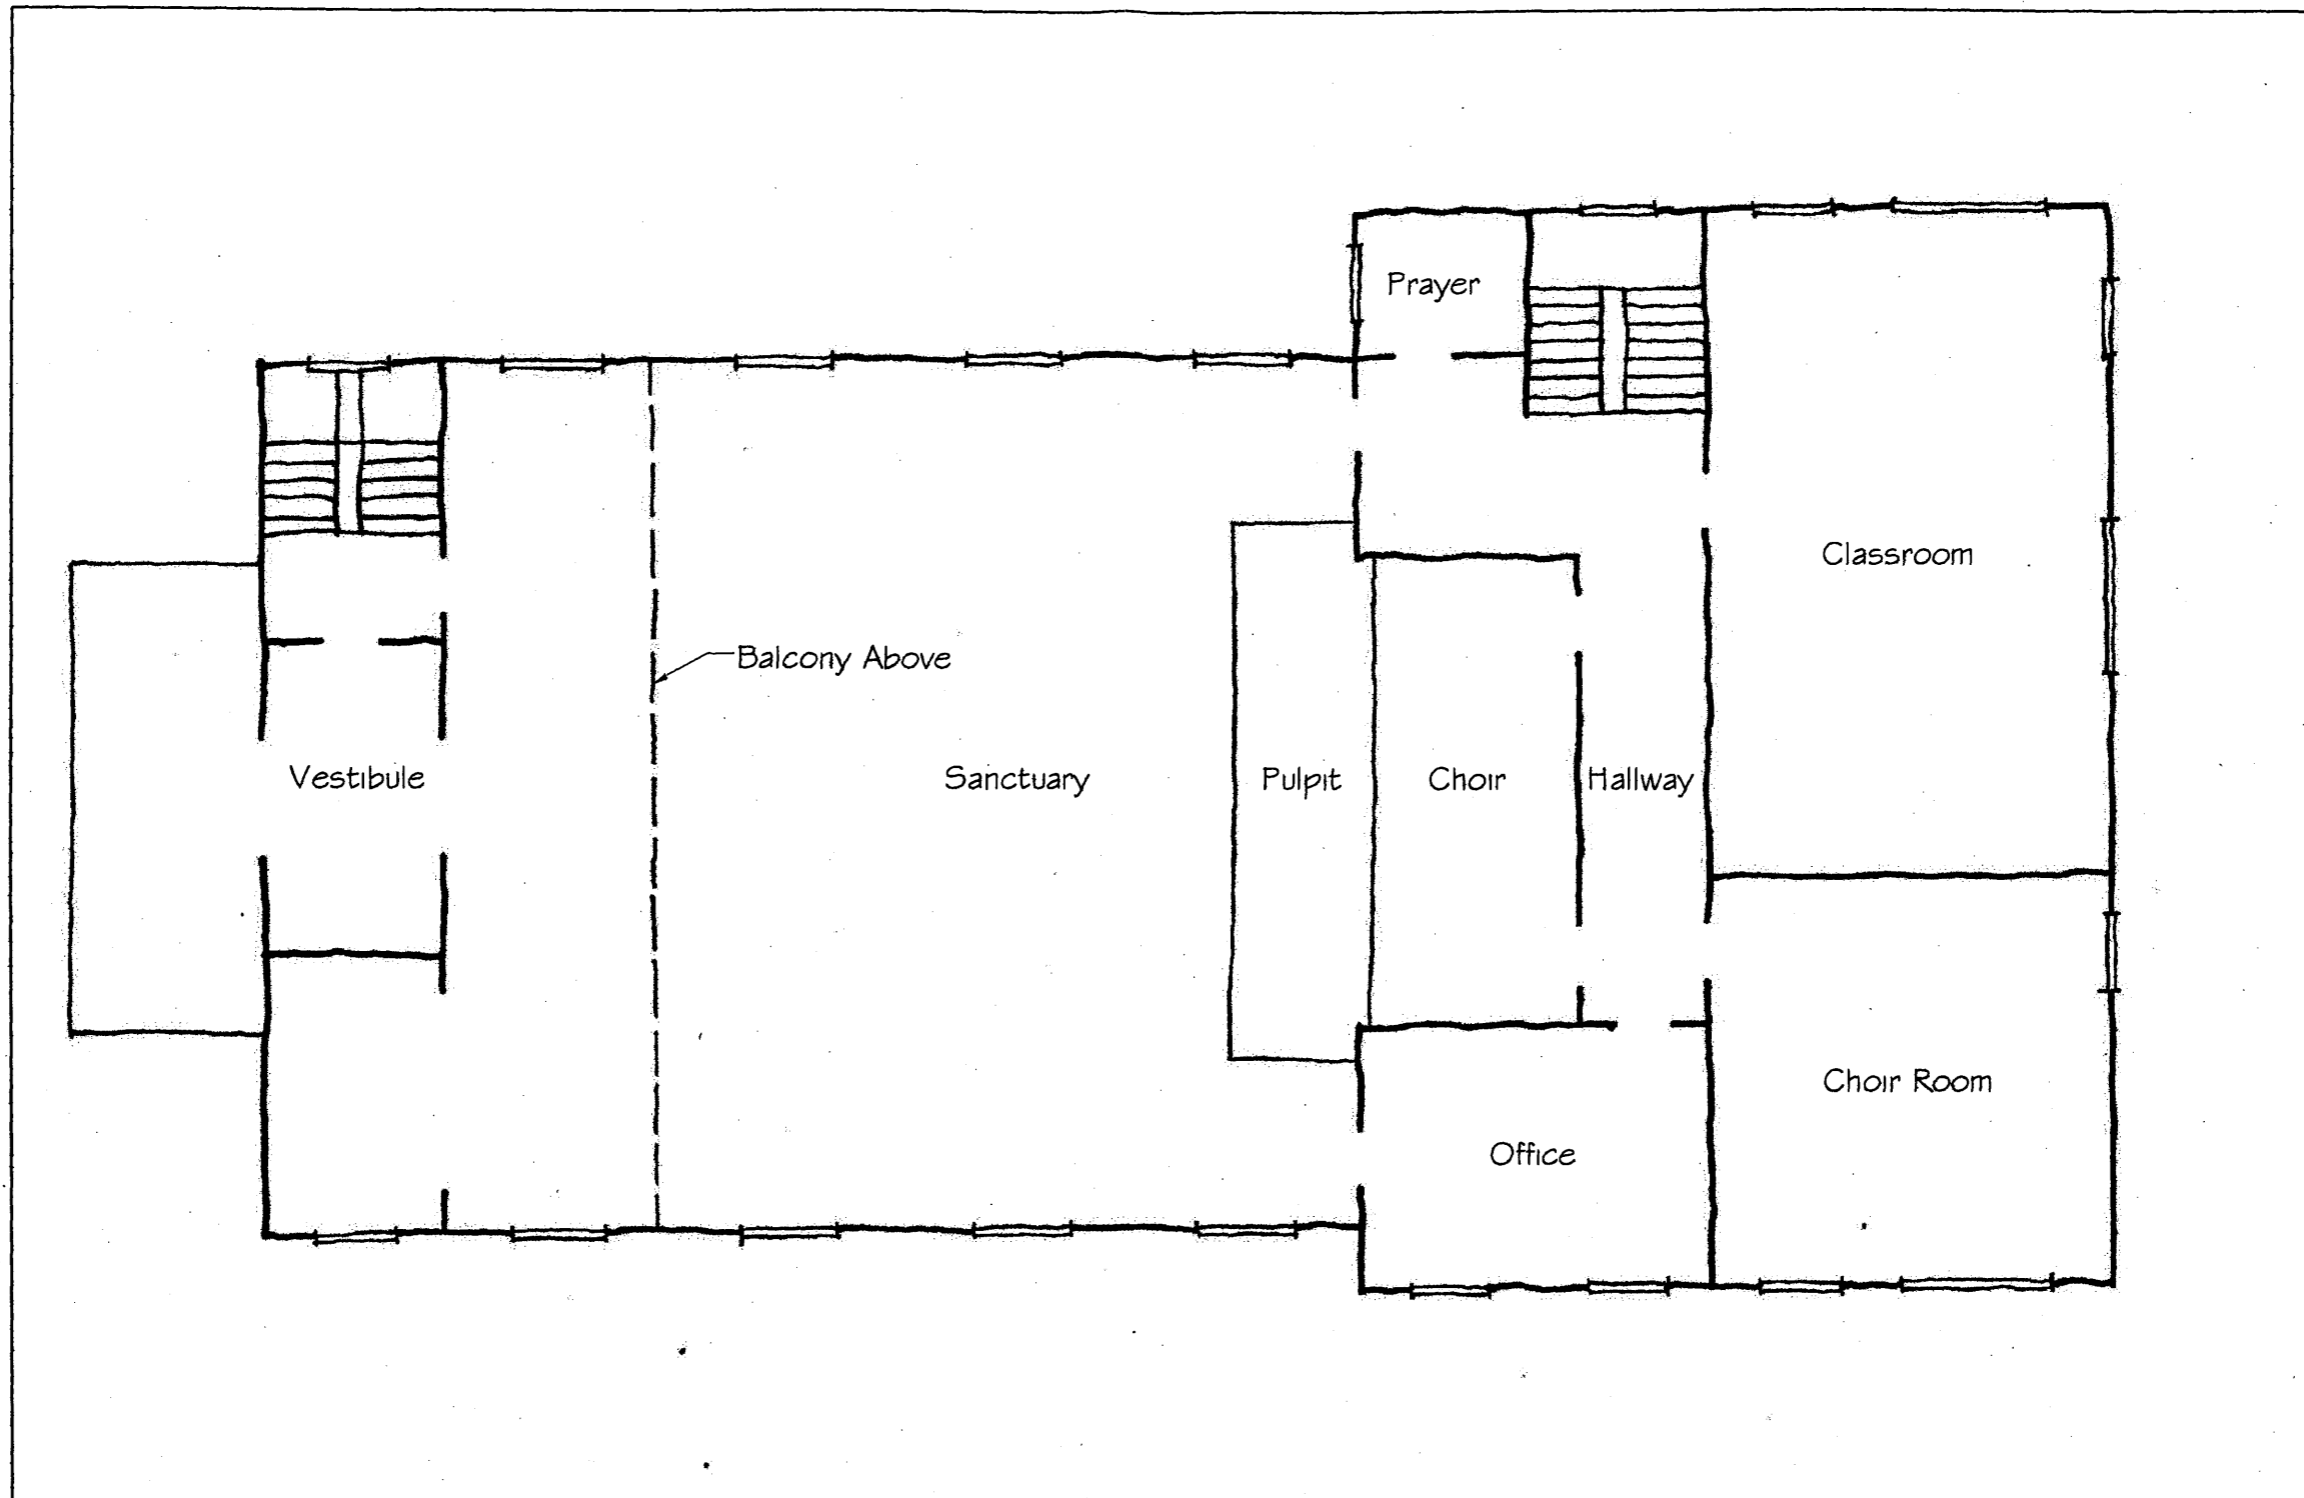 Prayer
Classroom
Balcony Above
Vestibule
Sanctuary
Pulpit
Choir
Hallway
Choir Room
Office